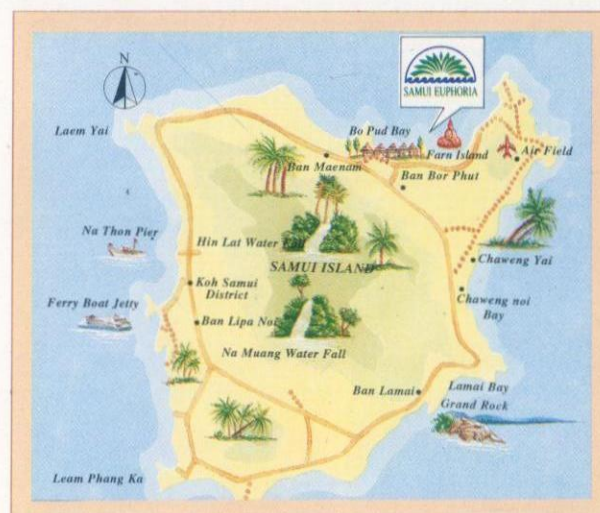 N
SAMUI EUPHORIA
Laem Yai
Bo Pud Bay
Ban Maenam
Farn Island
Air Field
Ban Bor Phut
Na Thon Pier
Hin Lat Water Fall
SAMUI ISLAND
Chaweng Yai
Koh Samui
District
Chaweng noi
Bay
Ferry Boat Jetty
Ban Lipa Noi
Na Muang Water Fall
Ban Lamai
Lamai Bay
Grand Rock
Leam Phang Ka